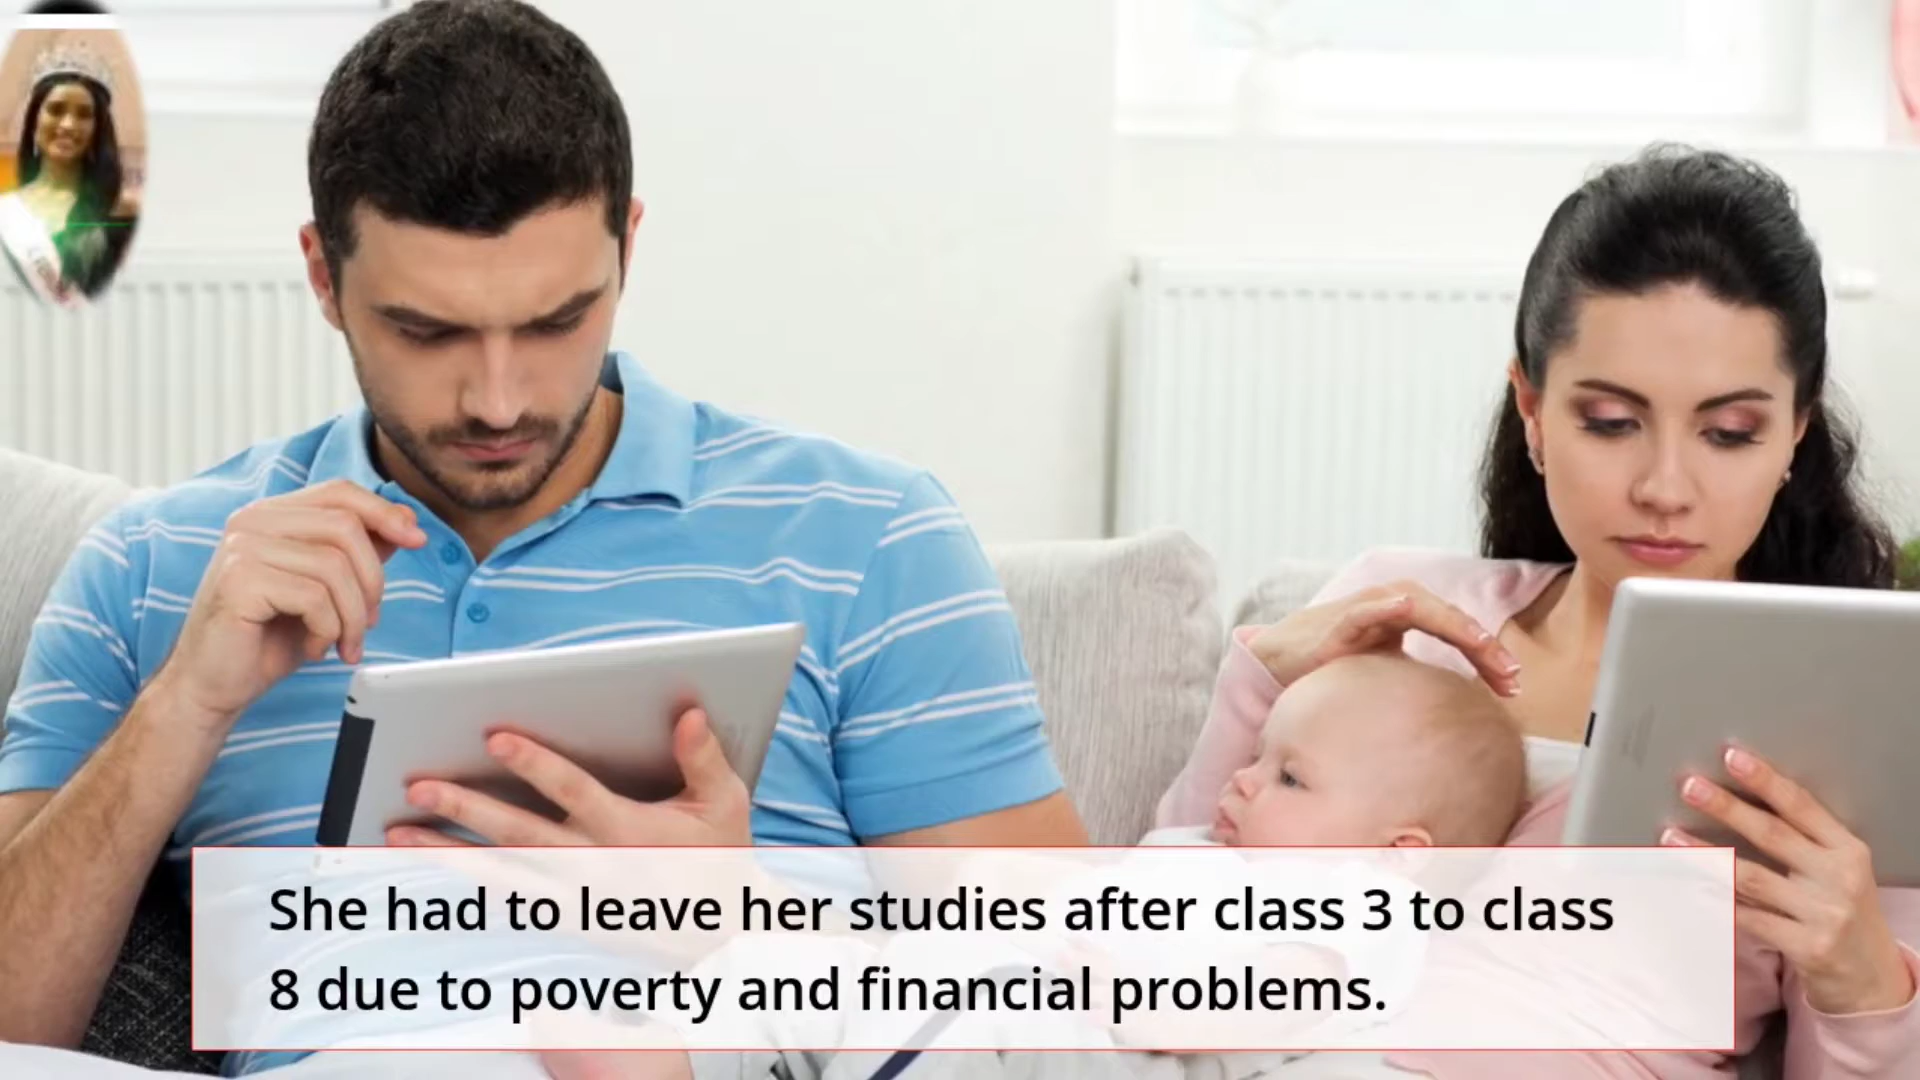 She had to leave her studies after class 3 to class
8 due to poverty and financial problems.